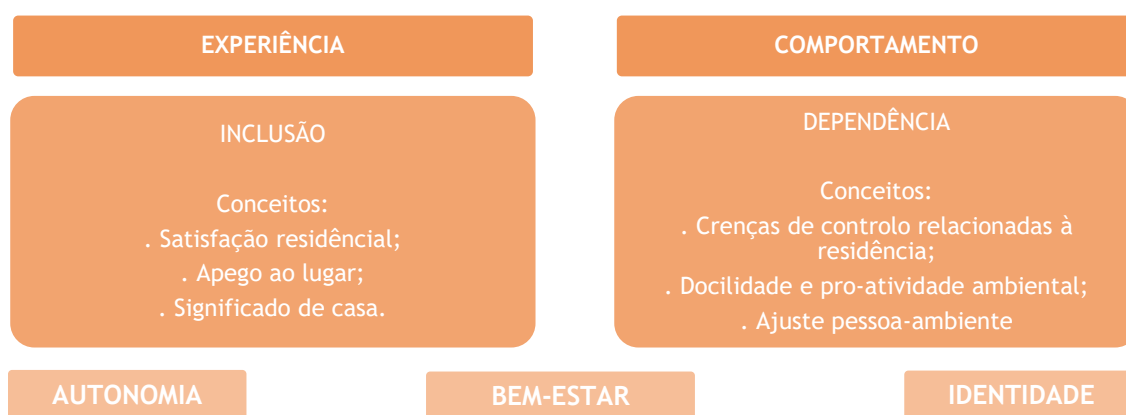 EXPERIÊNCIA
INCLUSÃO
Conceitos:
. Satisfação residêncial;
. Apego ao lugar;
. Significado de casa.
COMPORTAMENTO
DEPENDÊNCIA
Conceitos:
. Crenças de controlo relacionadas à
residência;
. Docilidade e pro-atividade ambiental;
. Ajuste pessoa-ambiente
AUTONOMIA
BEM-ESTAR
IDENTIDADE